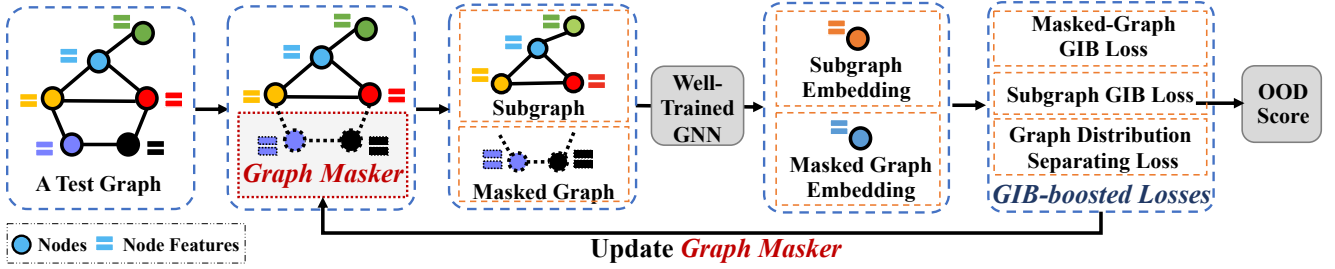 A Test Graph
Graph Masker
Subgraph
Masked Graph
Well-
Trained
GNN
Subgraph
Embedding
Masked Graph
Embedding
Masked-Graph
GIB Loss
Subgraph GIB Loss
Graph Distribution
Separating Loss
GIB-boosted Losses
OOD
Score
Nodes
Node Features
Update Graph Masker